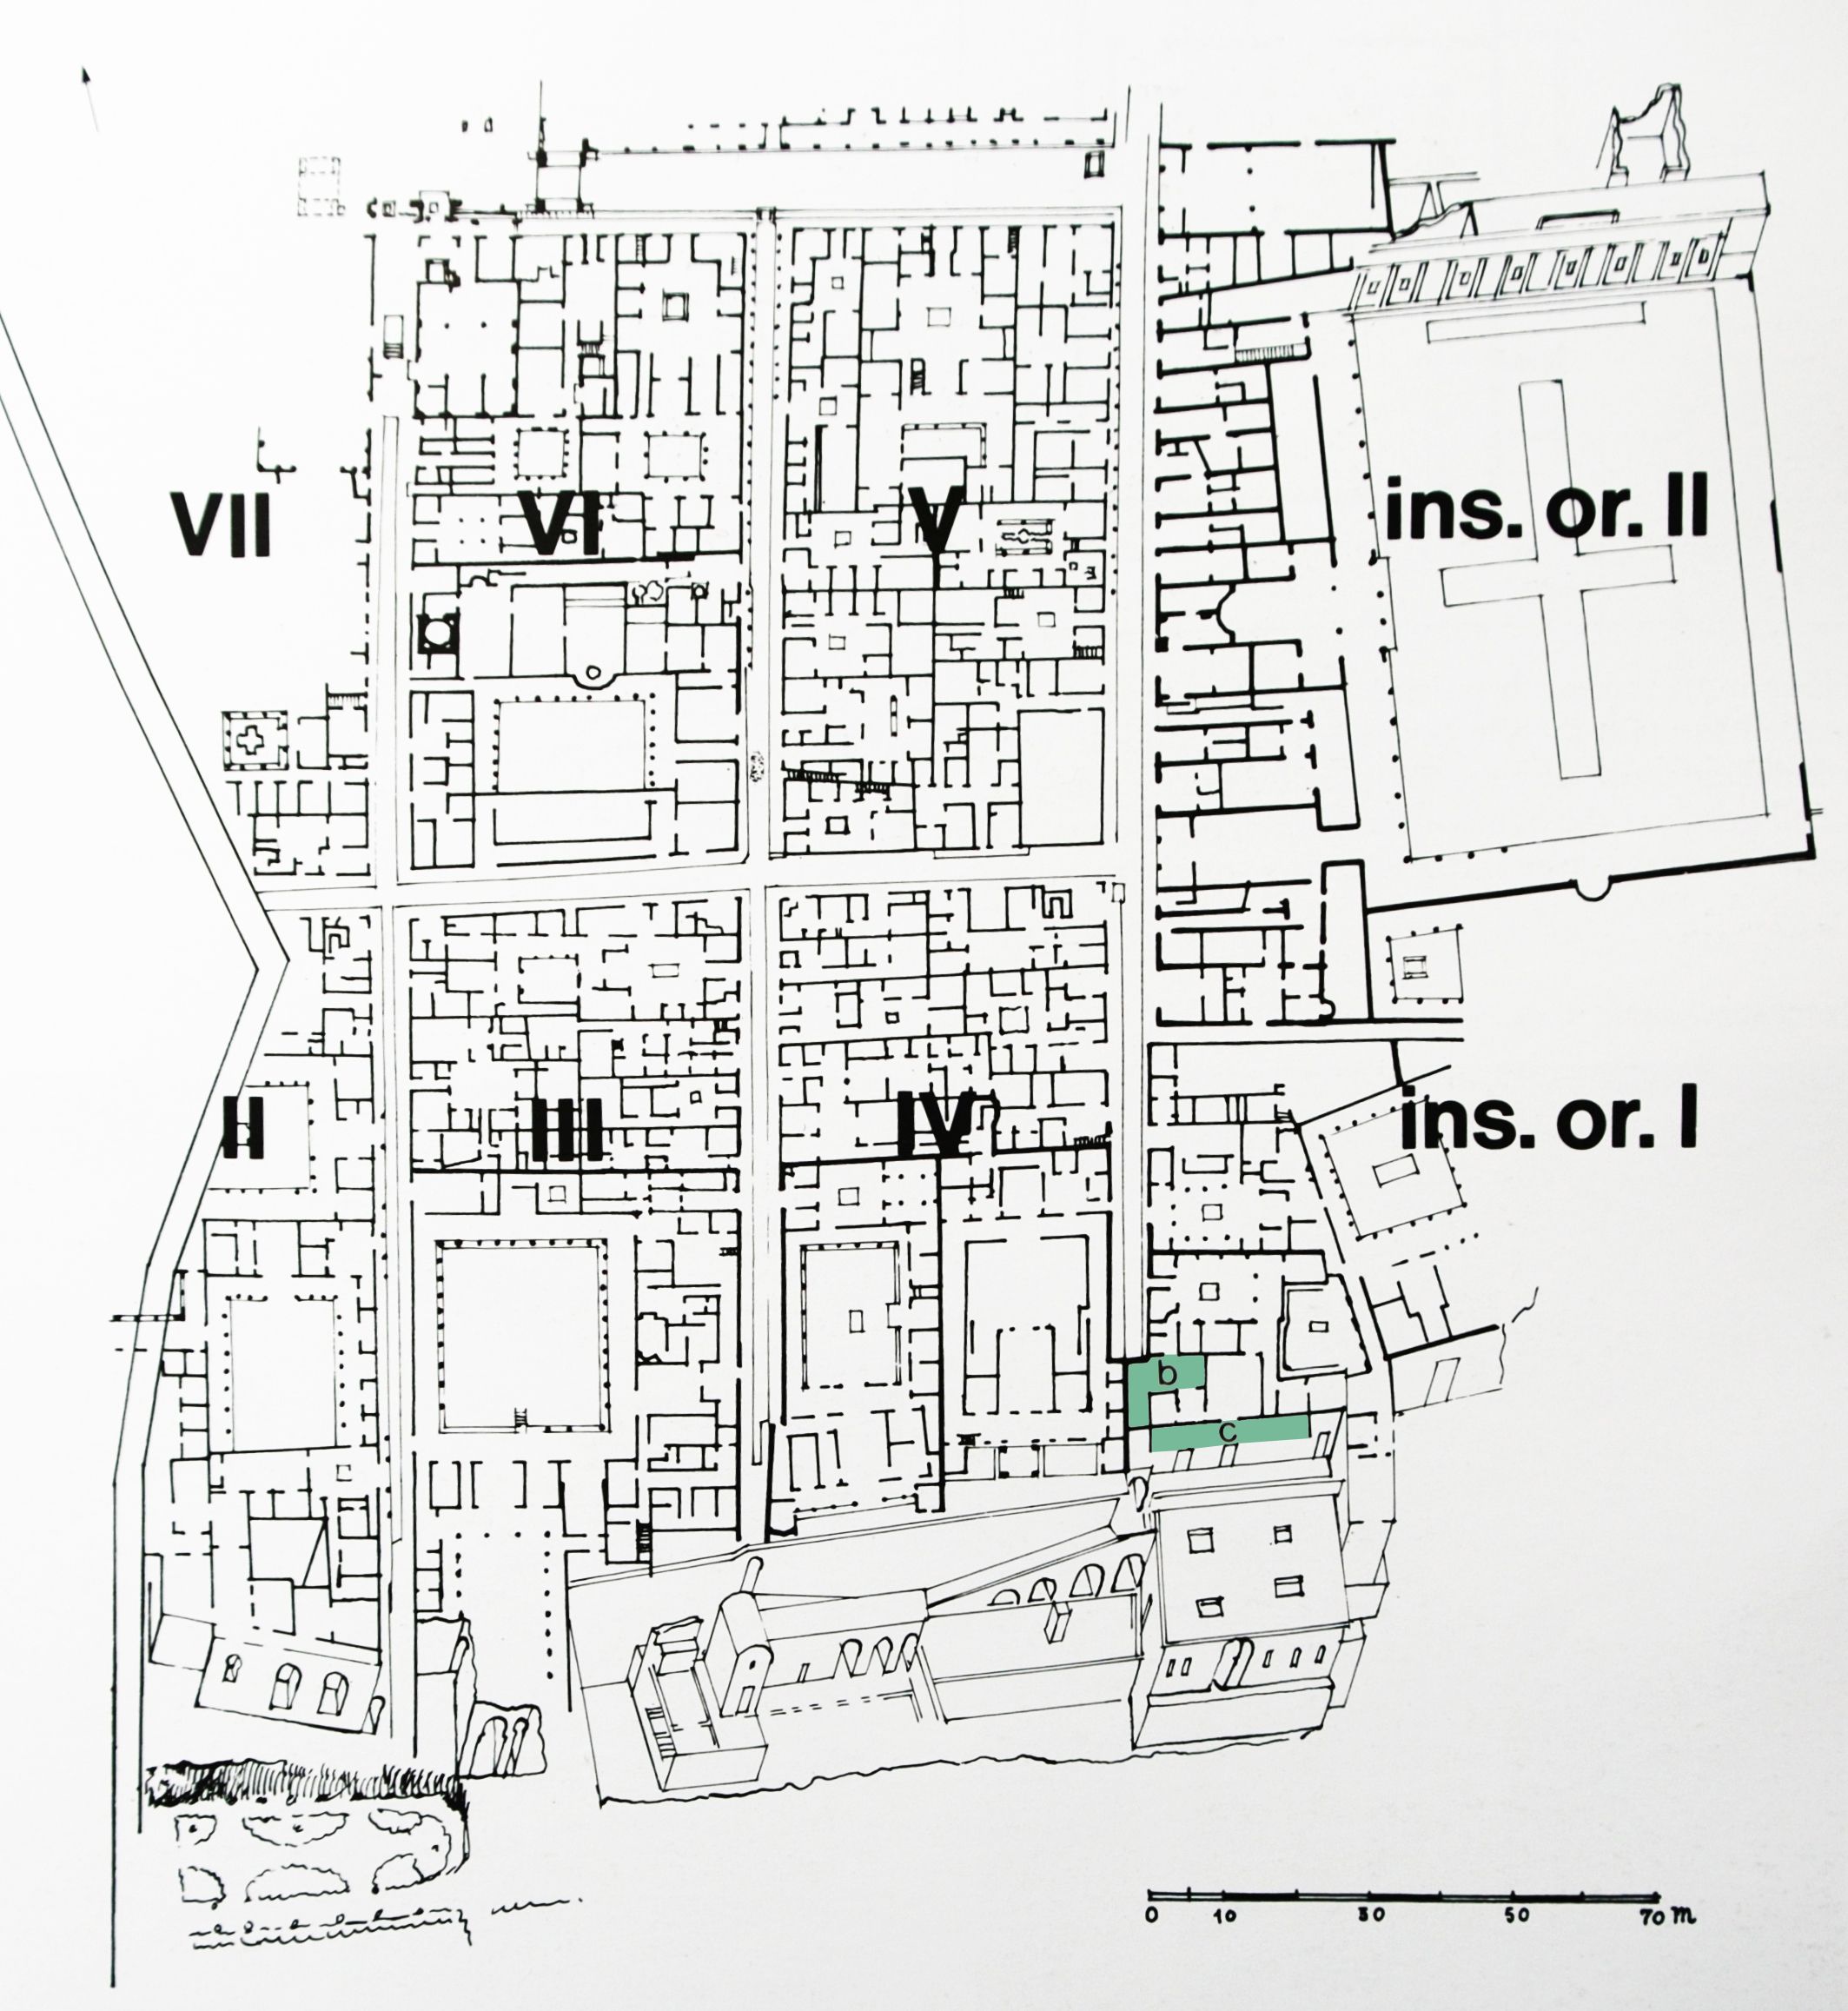 VII VI V ins. or. II
II III IV ins. or. I
b
c
0 10 30 50 70 m